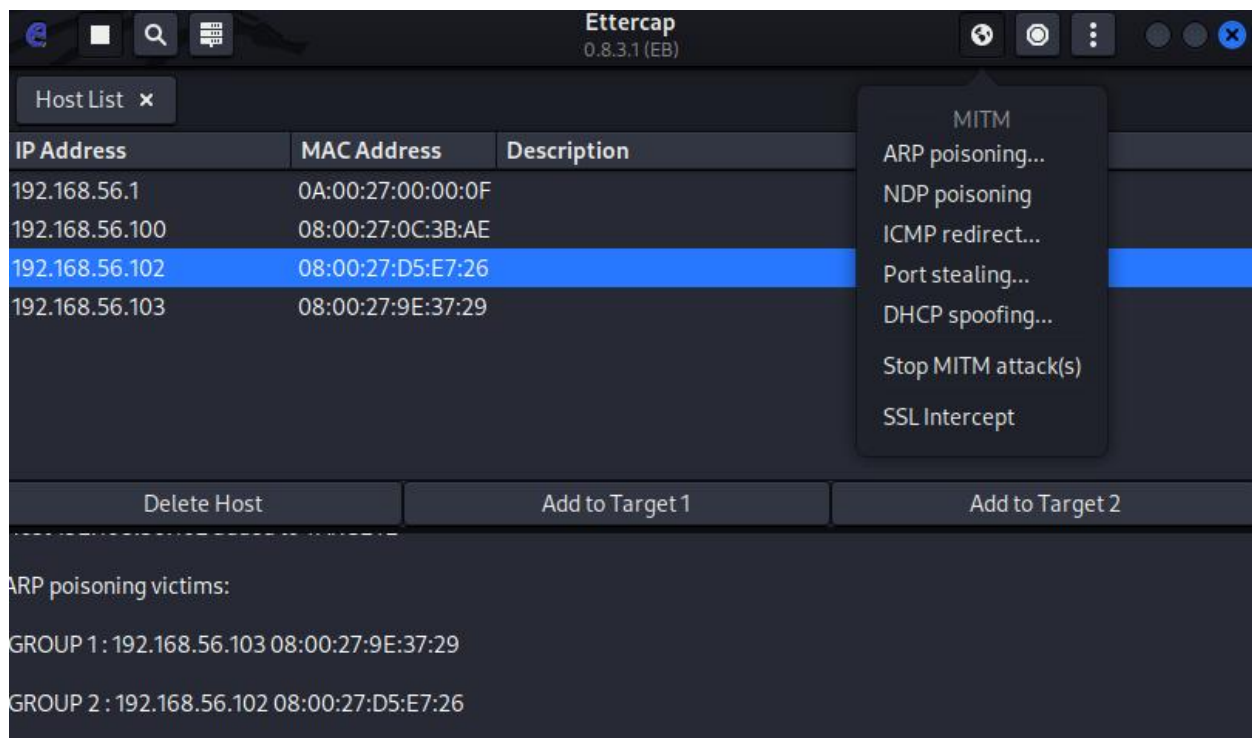 Ettercap
0.8.3.1 (EB)
Host List ×
IP Address MAC Address Description
192.168.56.1 0A:00:27:00:00:0F
192.168.56.100 08:00:27:0C:3B:AE
192.168.56.102 08:00:27:D5:E7:26
192.168.56.103 08:00:27:9E:37:29
MITM
ARP poisoning...
NDP poisoning
ICMP redirect...
Port stealing...
DHCP spoofing...
Stop MITM attack(s)
SSL Intercept
Delete Host Add to Target 1 Add to Target 2
ARP poisoning victims:
GROUP 1 : 192.168.56.103 08:00:27:9E:37:29
GROUP 2 : 192.168.56.102 08:00:27:D5:E7:26